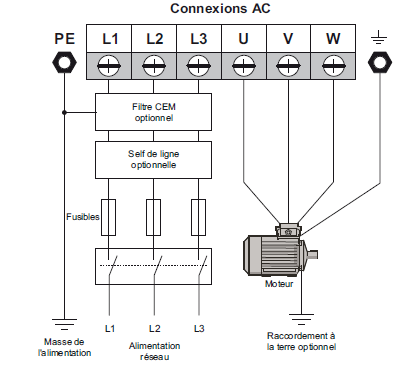 Connexions AC
PE L1 L2 L3 U V W
Filtre CEM
optionnel
Self de ligne
optionnelle
Fusibles
Moteur
L1 L2 L3
Masse de
l'alimentation
Alimentation
réseau
Raccordement à
la terre optionnel